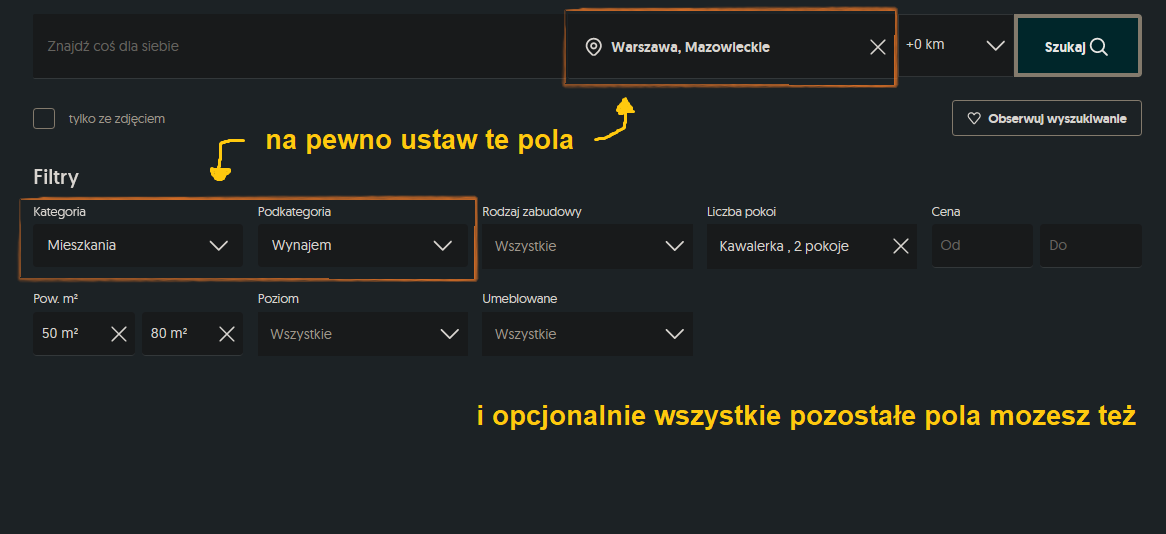 Znajdź coś dla siebie
Warszawa, Mazowieckie
+0 km
Szukaj
tylko ze zdjęciem
Obserwuj wyszukiwanie
na pewno ustaw te pola
Filtry
Kategoria
Podkategoria
Rodzaj zabudowy
Liczba pokoi
Cena
Mieszkania
Wynajem
Wszystkie
Kawalerka , 2 pokoje
Od
Do
Pow. m²
Poziom
Umeblowane
50 m²
80 m²
Wszystkie
Wszystkie
i opcjonalnie wszystkie pozostałe pola mozesz też